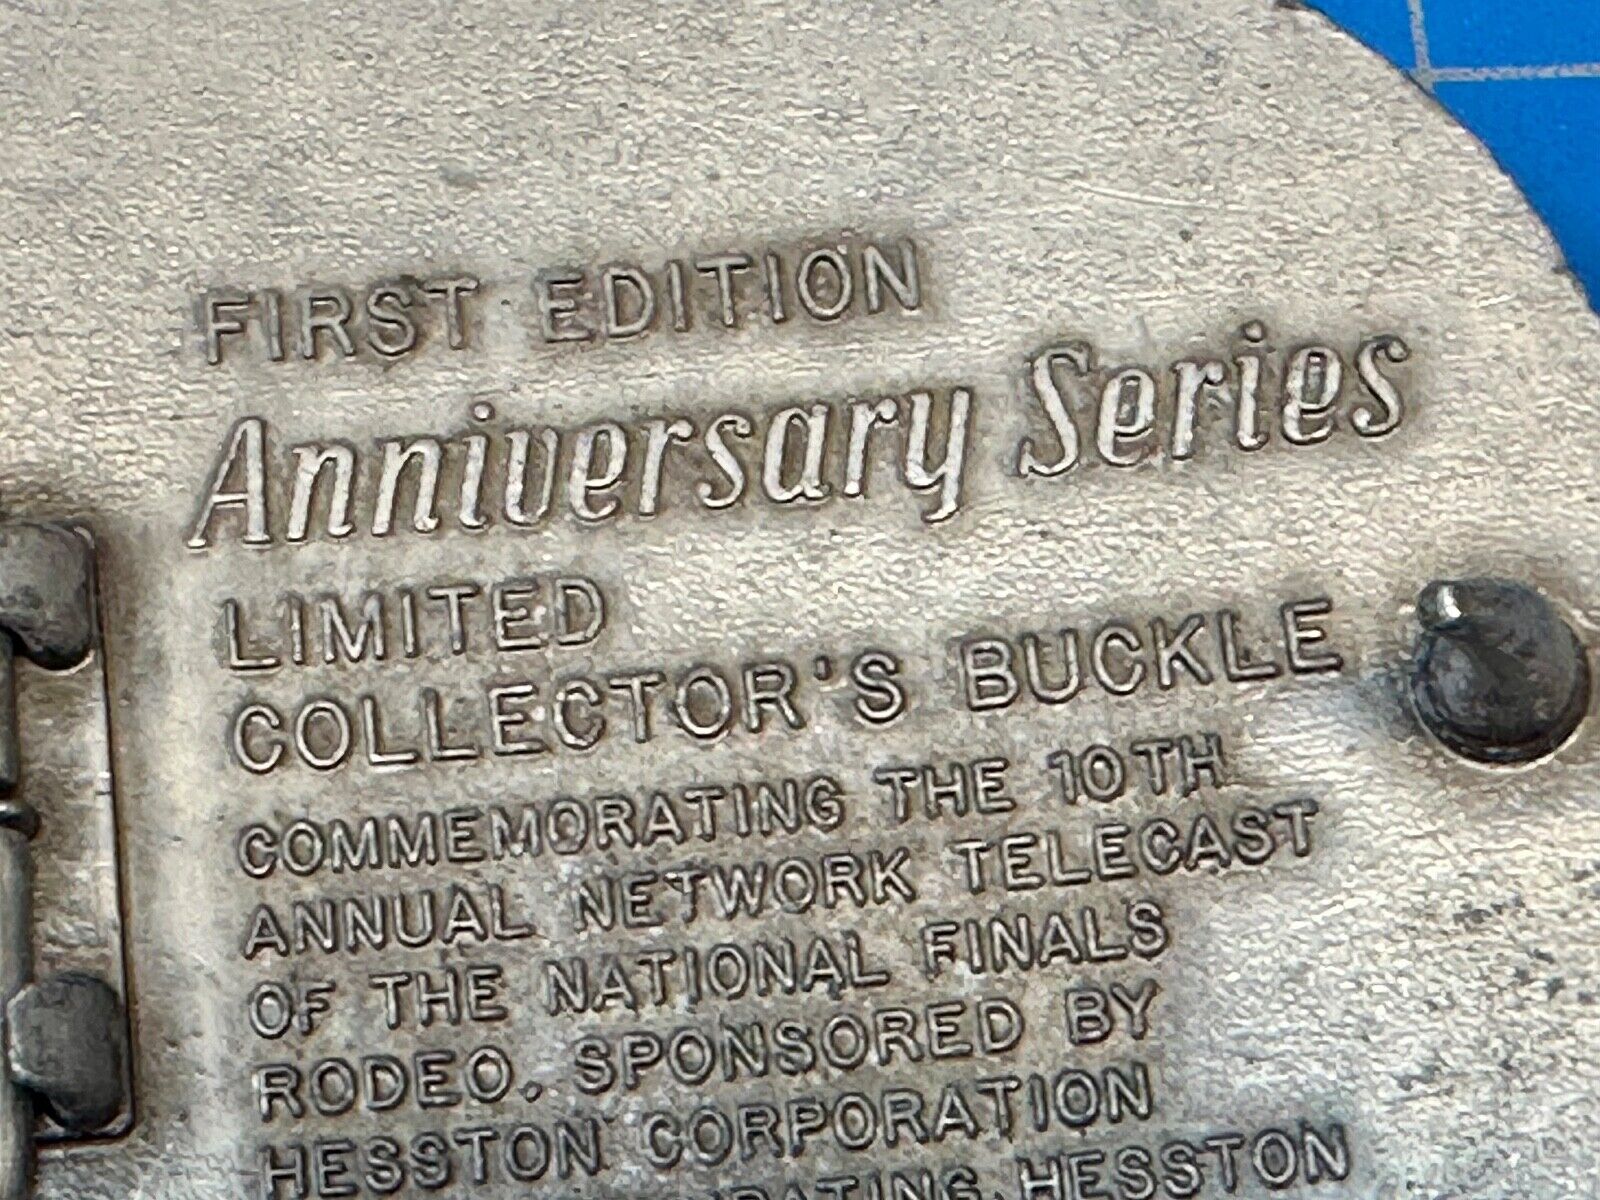 FIRST EDITION
Anniversary Series
LIMITED
COLLECTOR'S BUCKLE
COMMEMORATING THE 10TH
ANNUAL NETWORK TELECAST
OF THE NATIONAL FINALS
RODEO. SPONSORED BY
HESSTON CORPORATION
HESSTON